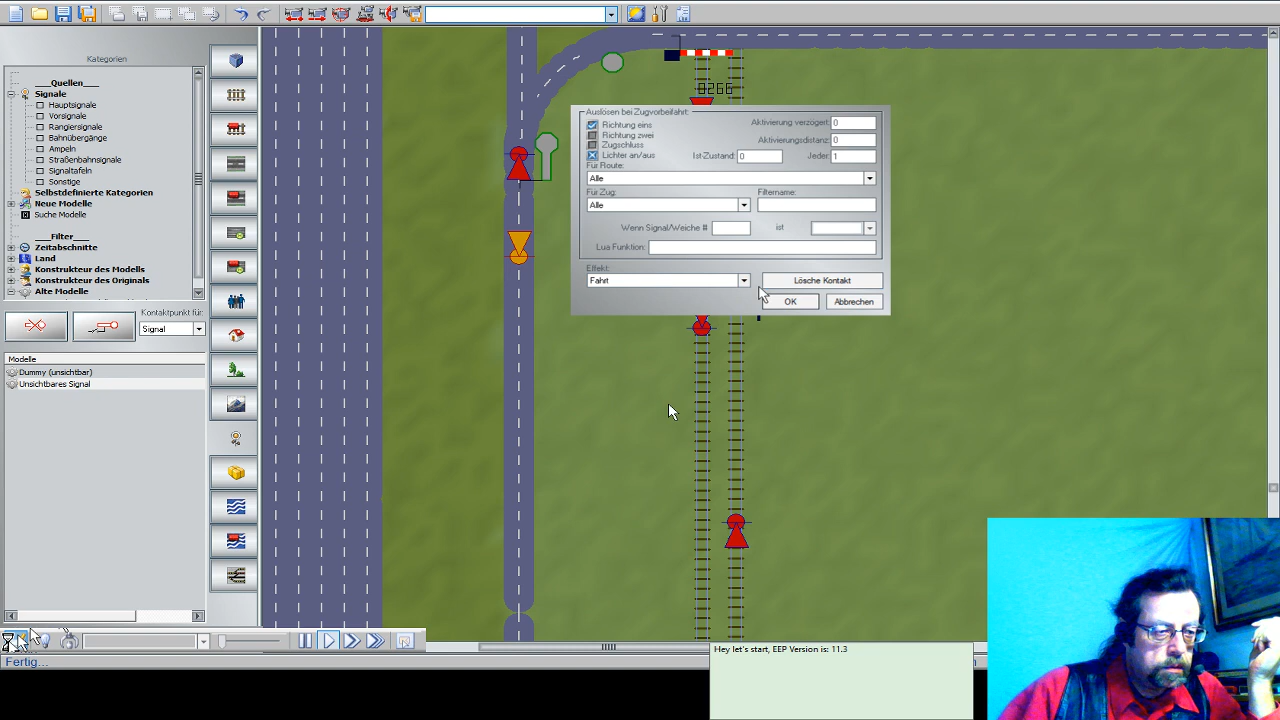 Kategorien
__Quellen___
Signale
Hauptsignale
Vorsignale
Rangiersignale
Bahnübergänge
Ampeln
Straßenbahnsignale
Signaltafeln
Sonstige
Selbstdefinierte Kategorien
Neue Modelle
Suche Modelle
__Filter__
Zeitabschnitte
Land
Konstrukteure des Modells
Konstrukteure des Originals
Alte Modelle
Kontaktpunkt für:
Signal
Modelle
Dummy (unsichtbar)
Unsichtbares Signal
Fertig...
0266
Auslösen bei Zugvorbeifahrt:
Richtung eins
Aktivierung verzögert: 0
Richtung zwei
Aktivierungsdistanz: 0
Zugschluss
Lichter an/aus
Ist-Zustand: 0
Jeder: 1
Für Route:
Alle
Für Zug:
Filtername:
Alle
Wenn Signal/Weiche #
ist
Lua Funktion:
Effekt:
Fahrt
Lösche Kontakt
OK
Abbrechen
Hey let's start, EEP Version is: 11.3